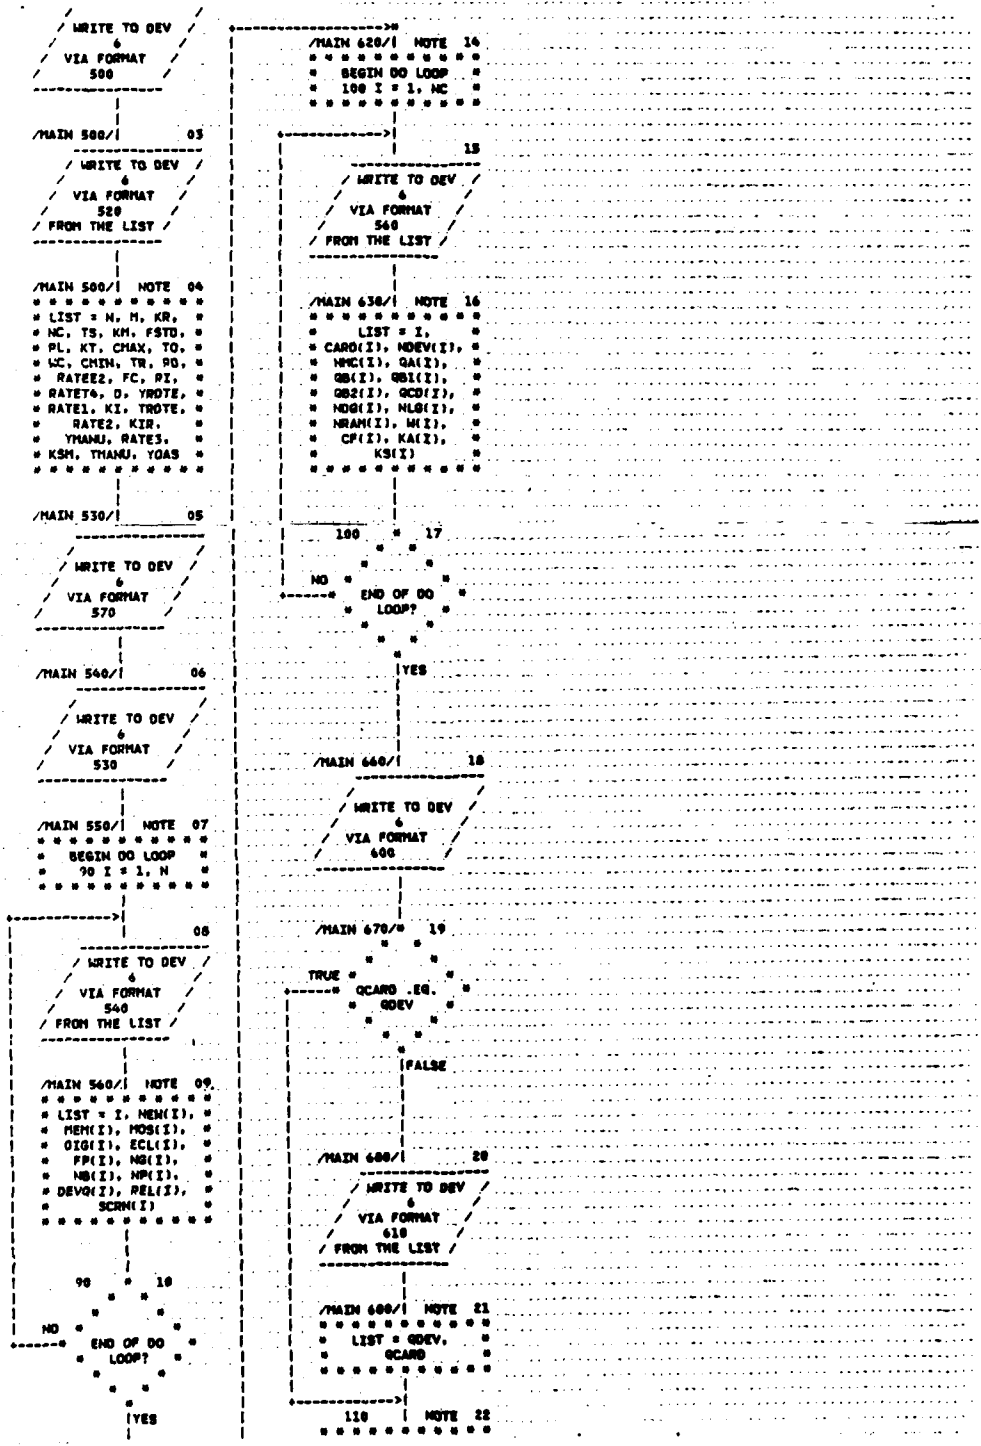 WRITE TO DEV
6
VIA FORMAT
500
/MAIN 500/ 03
WRITE TO DEV
6
VIA FORMAT
520
FROM THE LIST
/MAIN 500/ NOTE 04
LIST = N, M, KR,
NC, TS, KM, FSTD,
PL, KT, CMAX, TO,
CMIN, TR,
RATEE2, FC, PI,
RATET4, D, YROTE,
RATE1, KI, TROTE,
RATE2, KIR,
YMANU, RATE3,
KSM, TMANU, YOAS
/MAIN 530/ 05
WRITE TO DEV
6
VIA FORMAT
570
/MAIN 540/ 06
WRITE TO DEV
6
VIA FORMAT
530
/MAIN 550/ NOTE 07
BEGIN DO LOOP
90 I = 1, N
08
WRITE TO DEV
6
VIA FORMAT
540
FROM THE LIST
/MAIN 560/ NOTE 09
LIST = I, NEW(I),
MEM(I), MOS(I),
DIG(I), ECL(I),
FP(I), NG(I),
NB(I), NP(I),
DEVQ(I), REL(I),
SCRN(I)
90 10
NO
END OF DO
LOOP?
YES
/MAIN 620/ NOTE 14
BEGIN DO LOOP
100 I = 1, NC
15
WRITE TO DEV
6
VIA FORMAT
560
FROM THE LIST
/MAIN 630/ NOTE 16
LIST = I,
CARD(I), NDEV(I),
NMC(I), QA(I),
QB(I), QB1(I),
QB2(I), QCD(I),
NDG(I), NLG(I),
NRAM(I), W(I),
CF(I), KA(I),
KS(I)
100 17
NO
END OF DO
LOOP?
YES
/MAIN 660/ 18
WRITE TO DEV
6
VIA FORMAT
600
/MAIN 670/ 19
TRUE
QCARD .EQ.
QDEV
FALSE
/MAIN 680/ 20
WRITE TO DEV
6
VIA FORMAT
610
FROM THE LIST
/MAIN 680/ NOTE 21
LIST = QDEV,
QCARD
110 NOTE 22